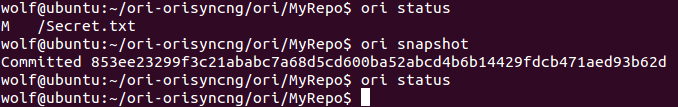 wolf@ubuntu:~/ori-orisyncng/ori/MyRepo$ ori status
M   /Secret.txt
wolf@ubuntu:~/ori-orisyncng/ori/MyRepo$ ori snapshot
Committed 853ee23299f3c21ababc7a68d5cd600ba52abcd4b6b14429fdcb471aed93b62d
wolf@ubuntu:~/ori-orisyncng/ori/MyRepo$ ori status
wolf@ubuntu:~/ori-orisyncng/ori/MyRepo$